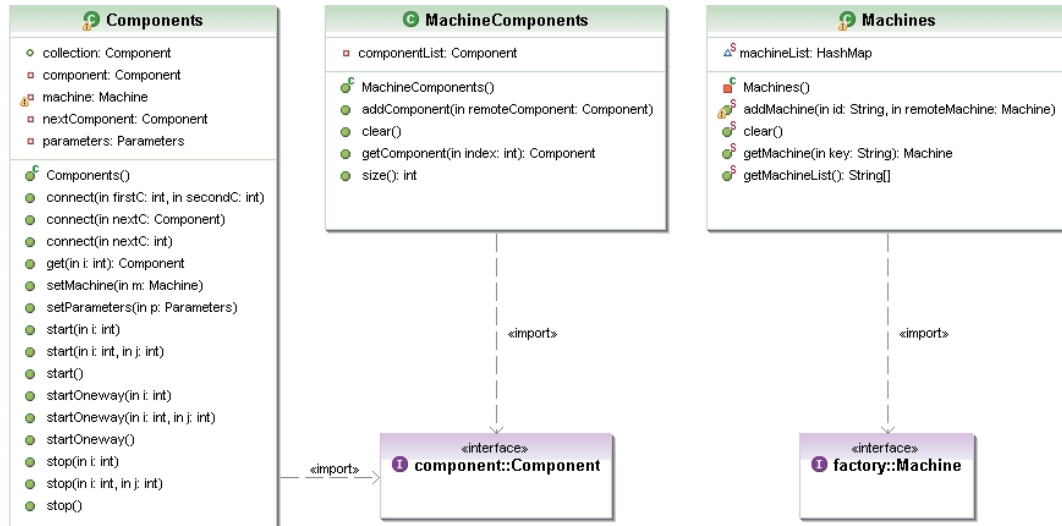 Components
collection: Component
component: Component
machine: Machine
nextComponent: Component
parameters: Parameters
Components()
connect(in firstC: int, in secondC: int)
connect(in nextC: Component)
connect(in nextC: int)
get(in i: int): Component
setMachine(in m: Machine)
setParameters(in p: Parameters)
start(in i: int)
start(in i: int, in j: int)
start()
startOneway(in i: int)
startOneway(in i: int, in j: int)
startOneway()
stop(in i: int)
stop(in i: int, in j: int)
stop()
MachineComponents
componentList: Component
MachineComponents()
addComponent(in remoteComponent: Component)
clear()
getComponent(in index: int): Component
size(): int
Machines
machineList: HashMap
Machines()
addMachine(in id: String, in remoteMachine: Machine)
clear()
getMachine(in key: String): Machine
getMachineList(): String[]
«import»
«import»
«import»
«interface»
component::Component
«interface»
factory::Machine